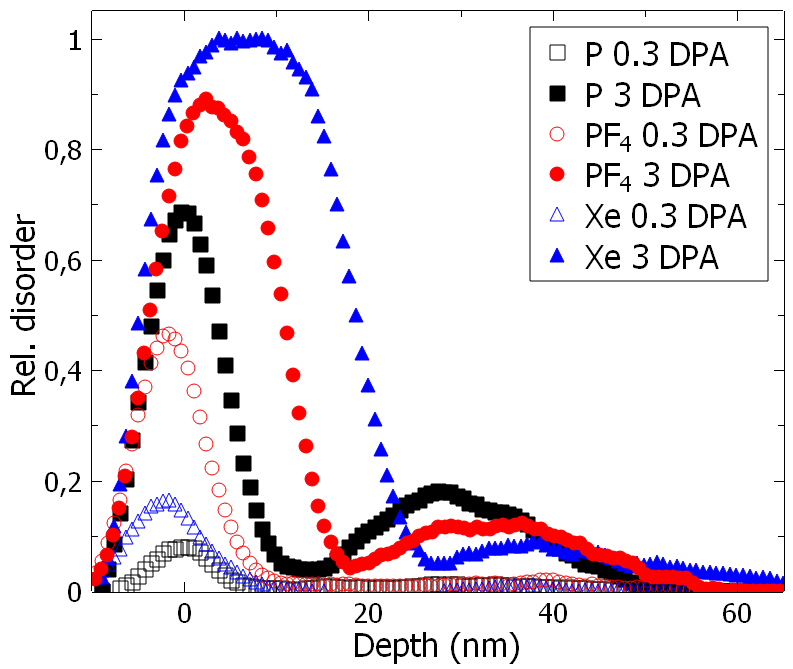 1
0,8
0,6
0,4
0,2
0
Rel. disorder
P 0.3 DPA
P 3 DPA
PF₄ 0.3 DPA
PF₄ 3 DPA
Xe 0.3 DPA
Xe 3 DPA
0 20 40 60
Depth (nm)